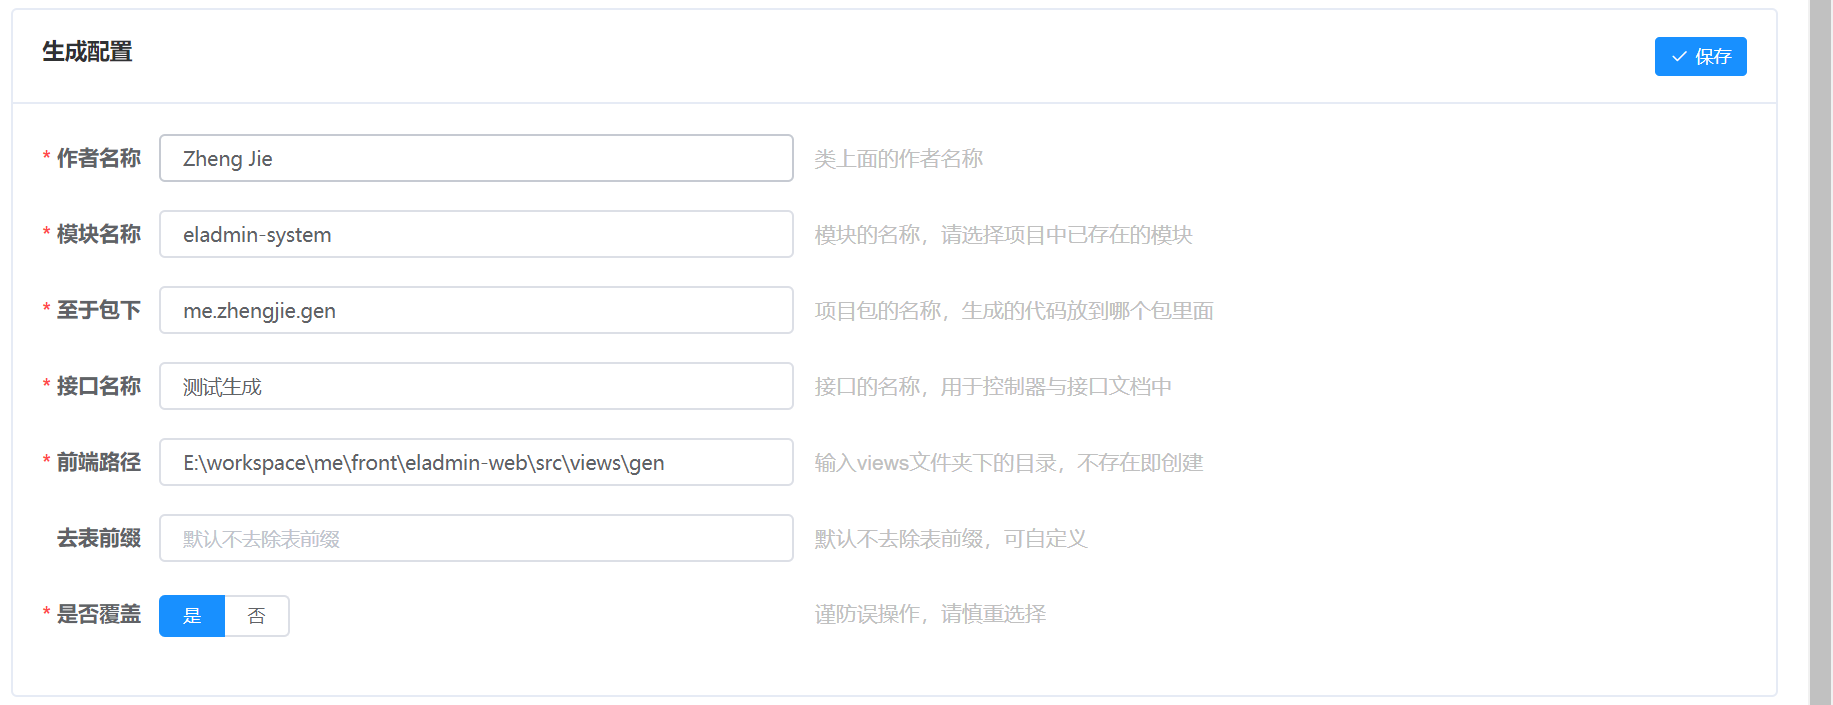 生成配置
保存
* 作者名称 Zheng Jie 类上面的作者名称
* 模块名称 eladmin-system 模块的名称，请选择项目中已存在的模块
* 至于包下 me.zhengjie.gen 项目包的名称，生成的代码放到哪个包里面
* 接口名称 测试生成 接口的名称，用于控制器与接口文档中
* 前端路径 E:\workspace\me\front\eladmin-web\src\views\gen 输入views文件夹下的目录，不存在即创建
去表前缀 默认不去除表前缀 默认不去除表前缀，可自定义
* 是否覆盖 是 否 谨防误操作，请慎重选择